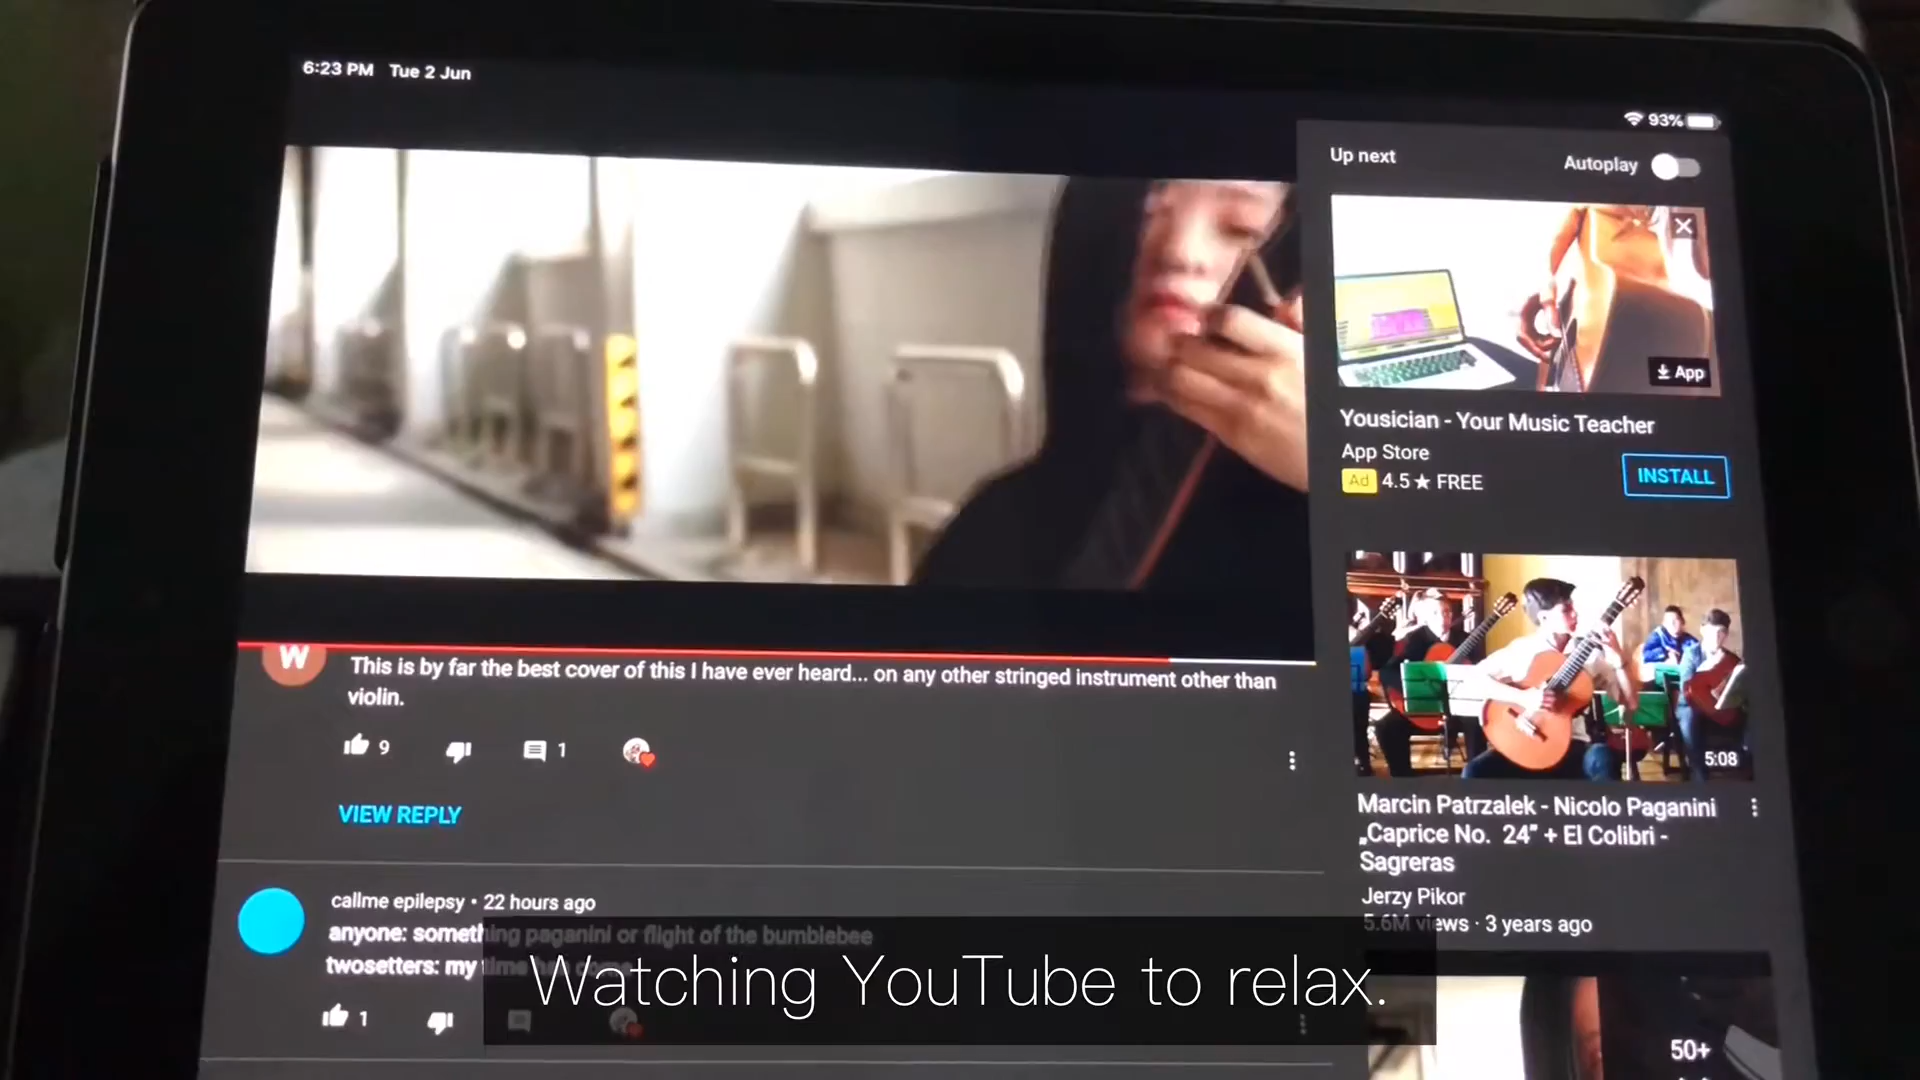 6:23 PM Tue 2 Jun
93%
Up next
Autoplay
App
Yousician - Your Music Teacher
App Store
Ad 4.5 ★ FREE
INSTALL
W
This is by far the best cover of this I have ever heard... on any other stringed instrument other than
violin.
9
1
VIEW REPLY
5:08
Marcin Patrzalek - Nicolo Paganini
„Caprice No. 24” + El Colibri -
Sagreras
Jerzy Pikor
5.6M views · 3 years ago
callme epilepsy • 22 hours ago
anyone: something paganini or flight of the bumblebee
twosetters: my time has come
1
Watching YouTube to relax.
50+